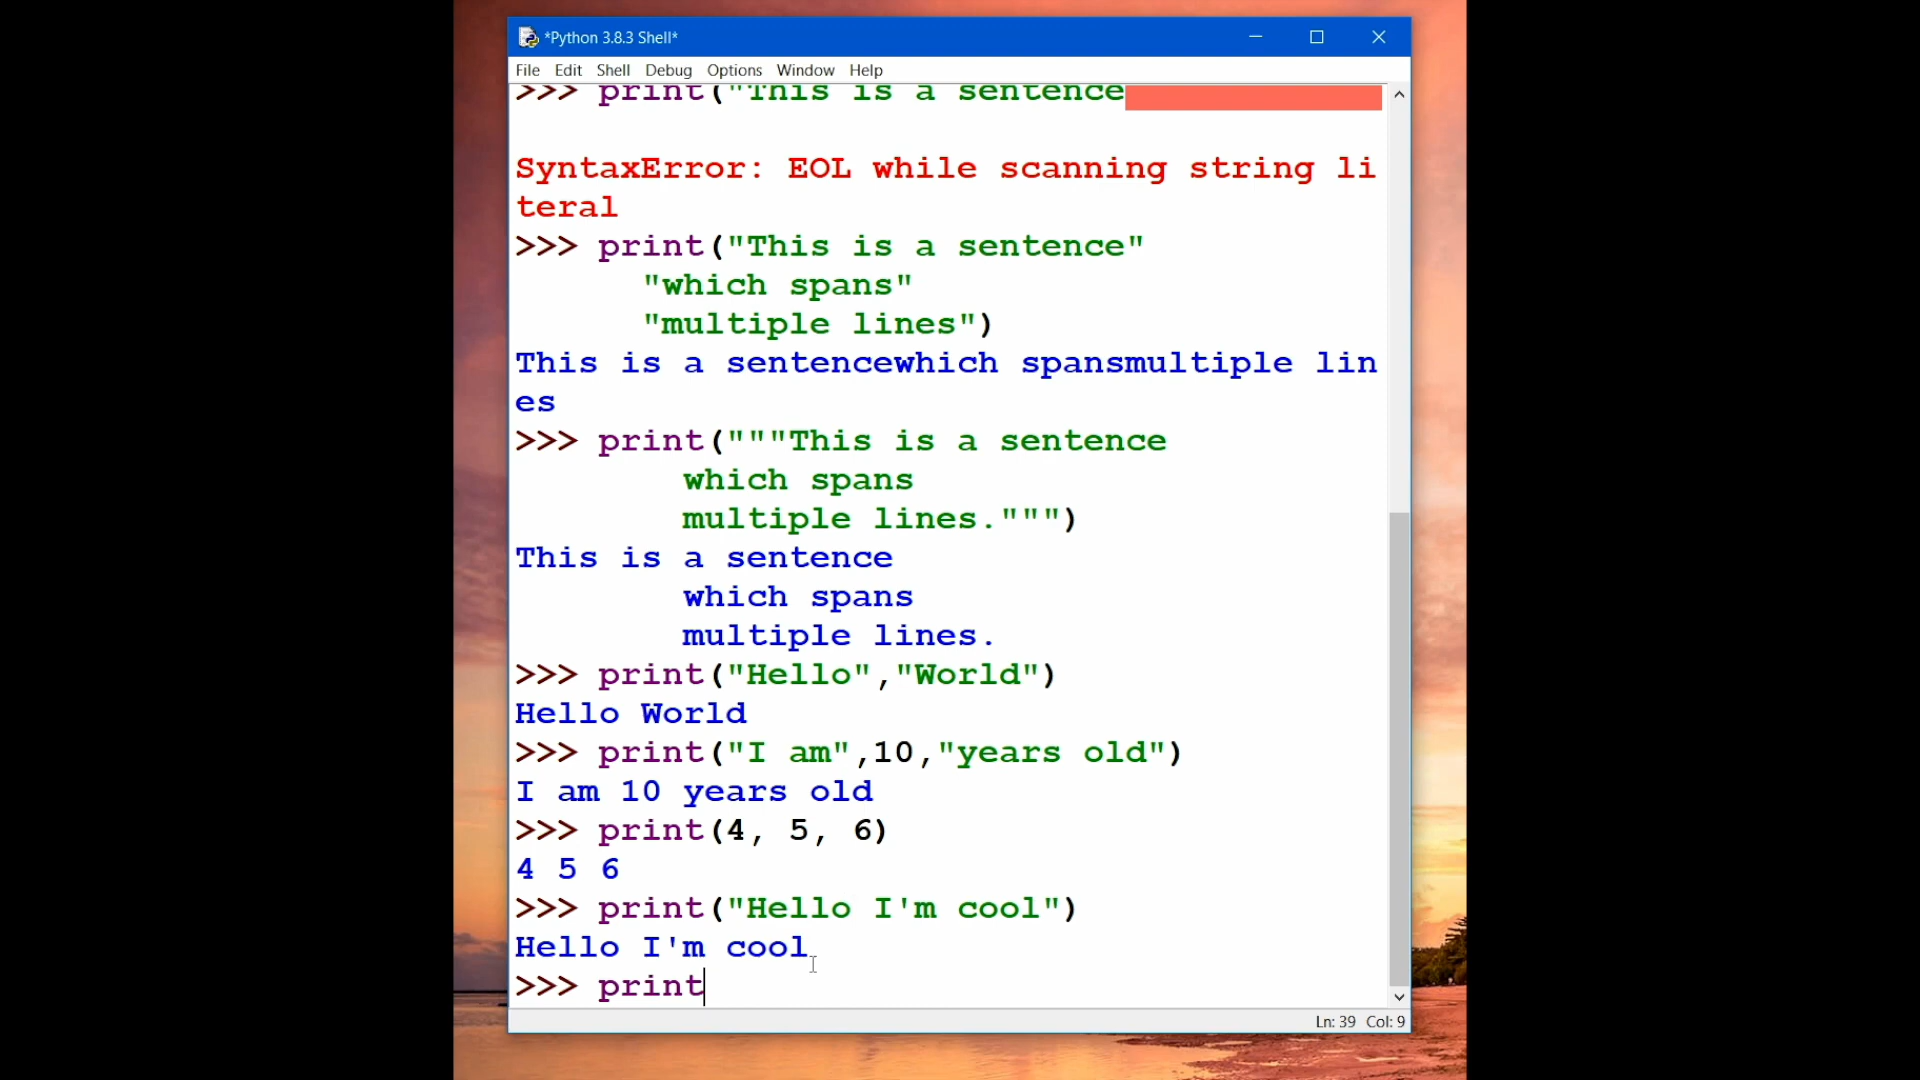 *Python 3.8.3 Shell*
File Edit Shell Debug Options Window Help
>>> print("This is a sentence
SyntaxError: EOL while scanning string li
teral
>>> print("This is a sentence"
"which spans"
"multiple lines")
This is a sentencewhich spansmultiple lin
es
>>> print("""This is a sentence
which spans
multiple lines.""")
This is a sentence
which spans
multiple lines.
>>> print("Hello","World")
Hello World
>>> print("I am",10,"years old")
I am 10 years old
>>> print(4, 5, 6)
4 5 6
>>> print("Hello I'm cool")
Hello I'm cool
>>> print
Ln: 39 Col: 9